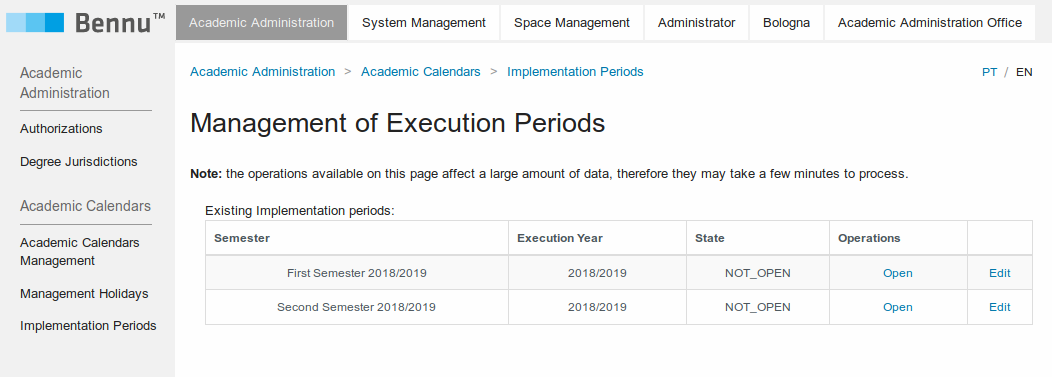 Bennu™
Academic Administration
System Management
Space Management
Administrator
Bologna
Academic Administration Office
Academic
Administration
Authorizations
Degree Jurisdictions
Academic Calendars
Academic Calendars
Management
Management Holidays
Implementation Periods
Academic Administration > Academic Calendars > Implementation Periods
PT / EN
Management of Execution Periods
Note: the operations available on this page affect a large amount of data, therefore they may take a few minutes to process.
Existing Implementation periods:
Semester Execution Year State Operations
First Semester 2018/2019 2018/2019 NOT_OPEN Open Edit
Second Semester 2018/2019 2018/2019 NOT_OPEN Open Edit